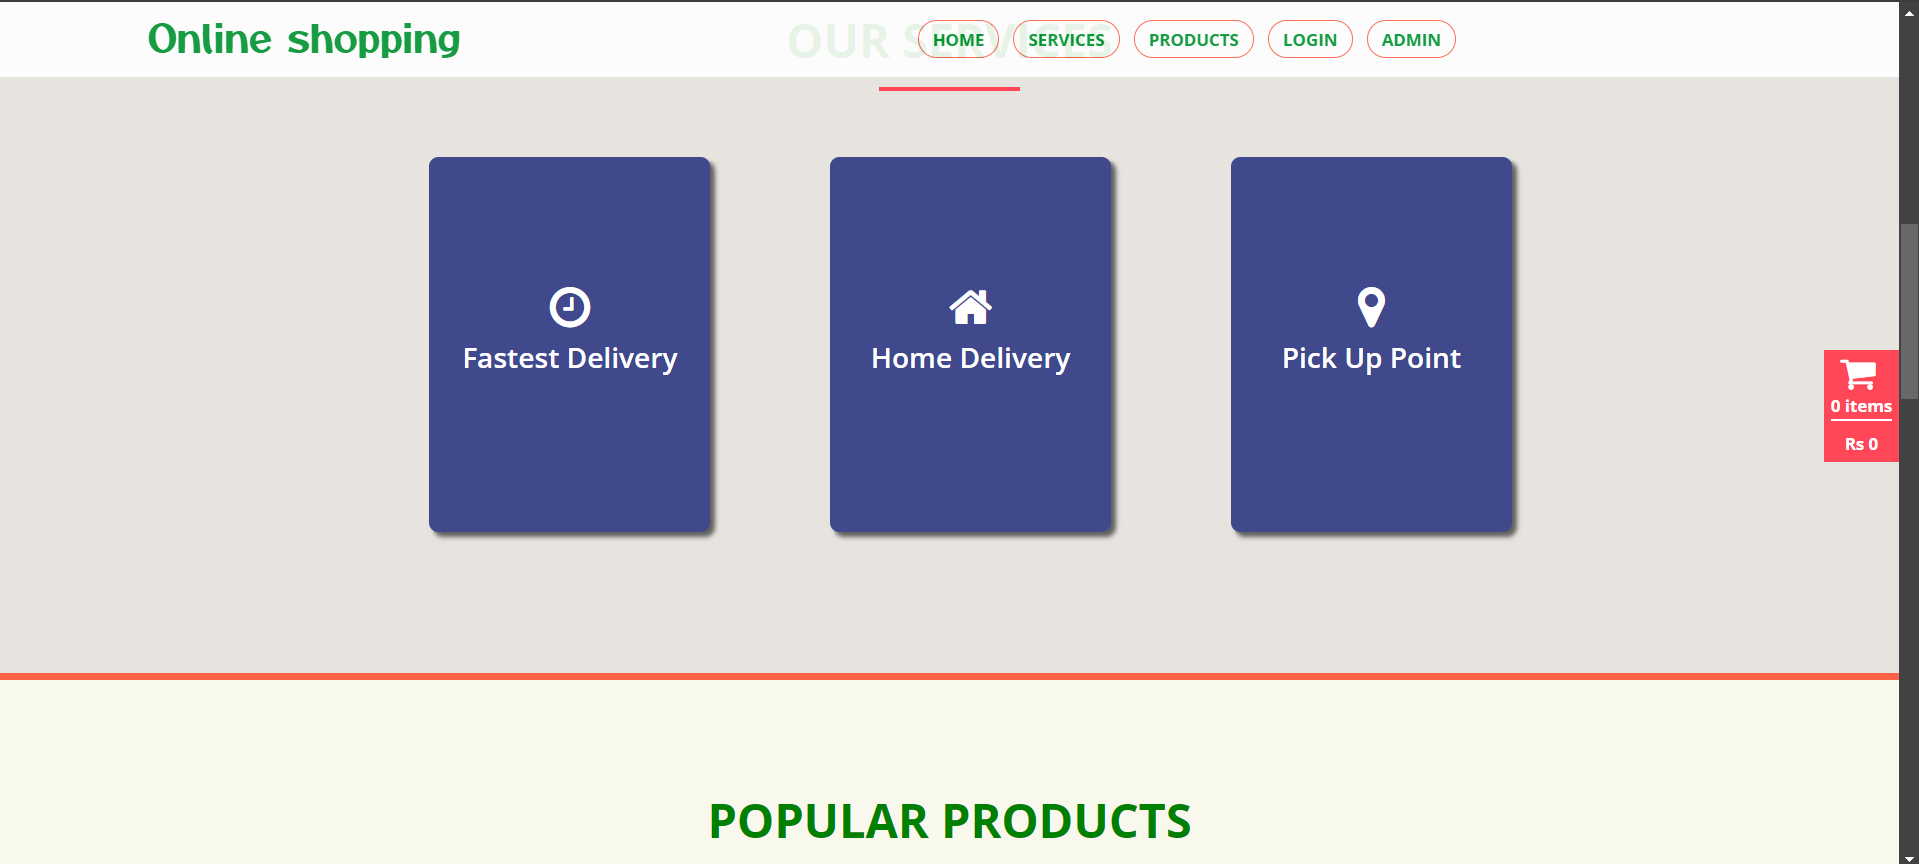 Online shopping
OUR SERVICES
HOME SERVICES PRODUCTS LOGIN ADMIN
Fastest Delivery
Home Delivery
Pick Up Point
0 items
Rs 0
POPULAR PRODUCTS